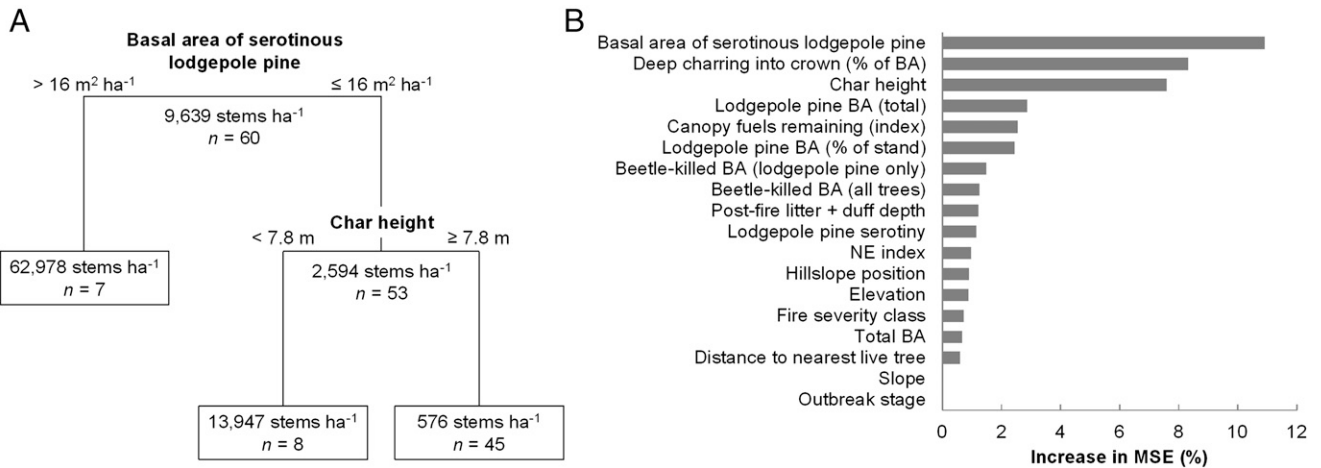 A
Basal area of serotinous
lodgepole pine
> 16 m² ha⁻¹
≤ 16 m² ha⁻¹
9,639 stems ha⁻¹
n = 60
Char height
< 7.8 m
≥ 7.8 m
62,978 stems ha⁻¹
n = 7
2,594 stems ha⁻¹
n = 53
13,947 stems ha⁻¹
n = 8
576 stems ha⁻¹
n = 45
B
Basal area of serotinous lodgepole pine
Deep charring into crown (% of BA)
Char height
Lodgepole pine BA (total)
Canopy fuels remaining (index)
Lodgepole pine BA (% of stand)
Beetle-killed BA (lodgepole pine only)
Beetle-killed BA (all trees)
Post-fire litter + duff depth
Lodgepole pine serotiny
NE index
Hillslope position
Elevation
Fire severity class
Total BA
Distance to nearest live tree
Slope
Outbreak stage
0 2 4 6 8 10 12
Increase in MSE (%)